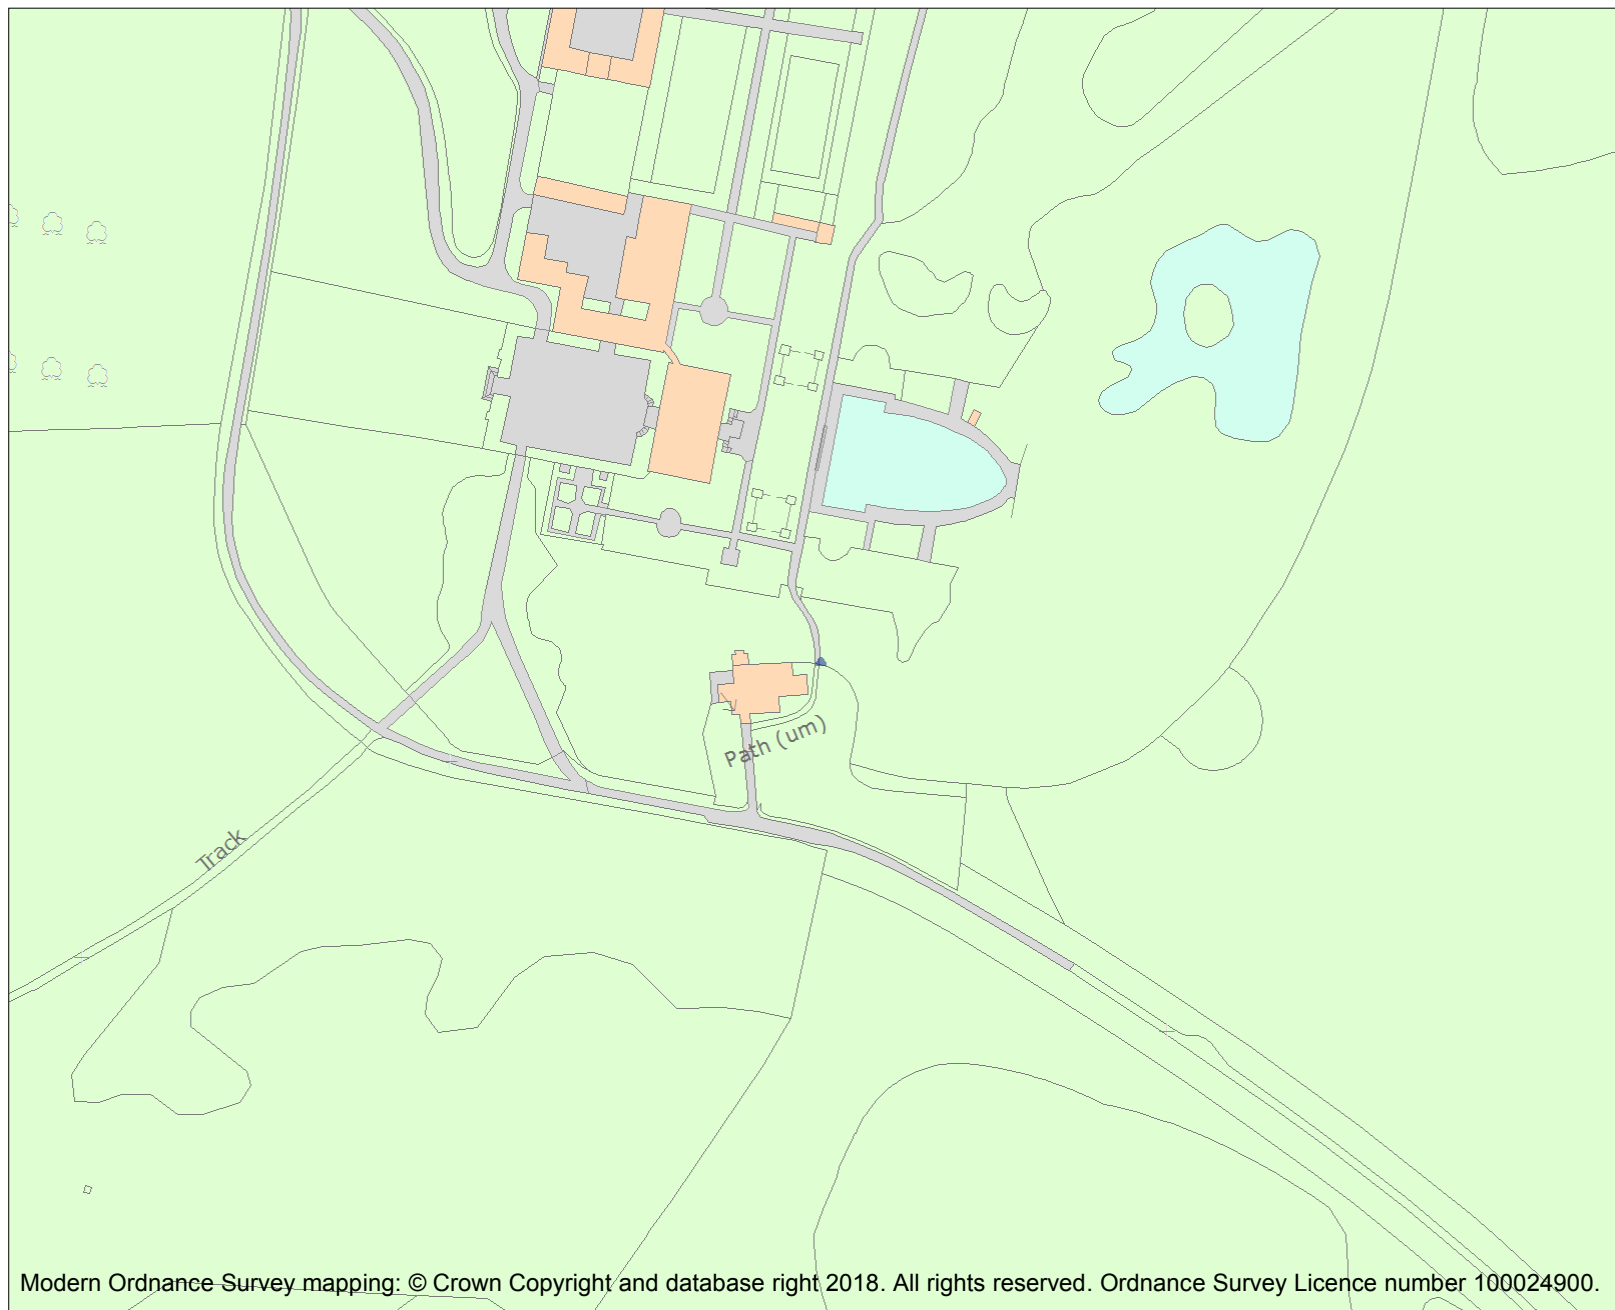 Path (um)
Track
Modern Ordnance Survey mapping: © Crown Copyright and database right 2018. All rights reserved. Ordnance Survey Licence number 100024900.